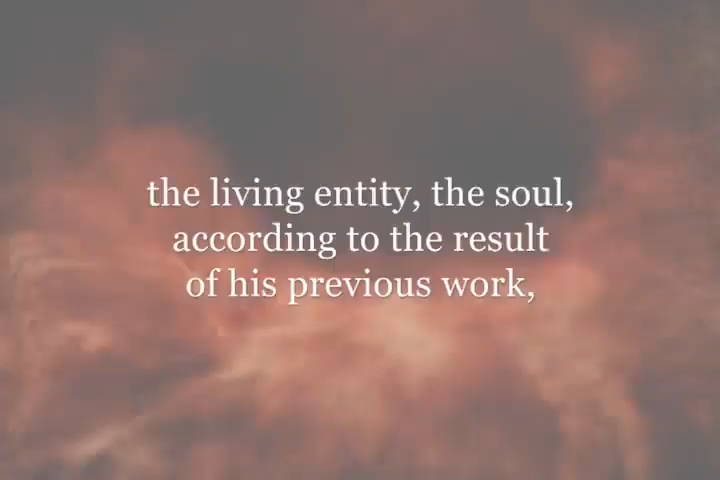 the living entity, the soul,
according to the result
of his previous work,